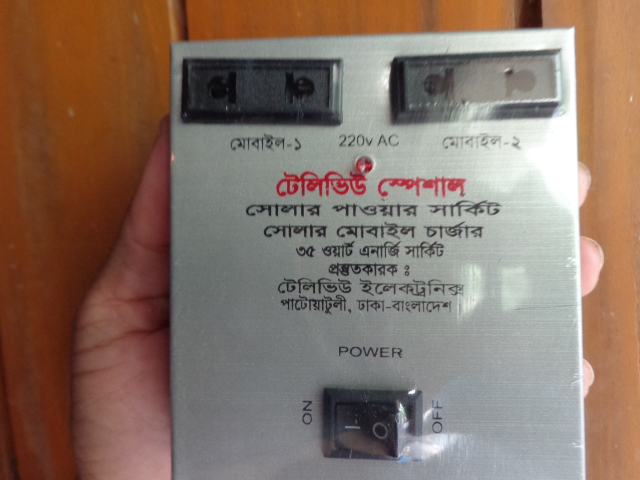 মোবাইল-১ 220v AC মোবাইল-২
টেলিভিউ স্পেশাল
সোলার পাওয়ার সার্কিট
সোলার মোবাইল চার্জার
৩৫ ওয়ার্ট এনার্জি সার্কিট
প্রস্তুতকারক :
টেলিভিউ ইলেকট্রনিক্স
পাটোয়াটুলী, ঢাকা-বাংলাদেশ
POWER
ON
OFF